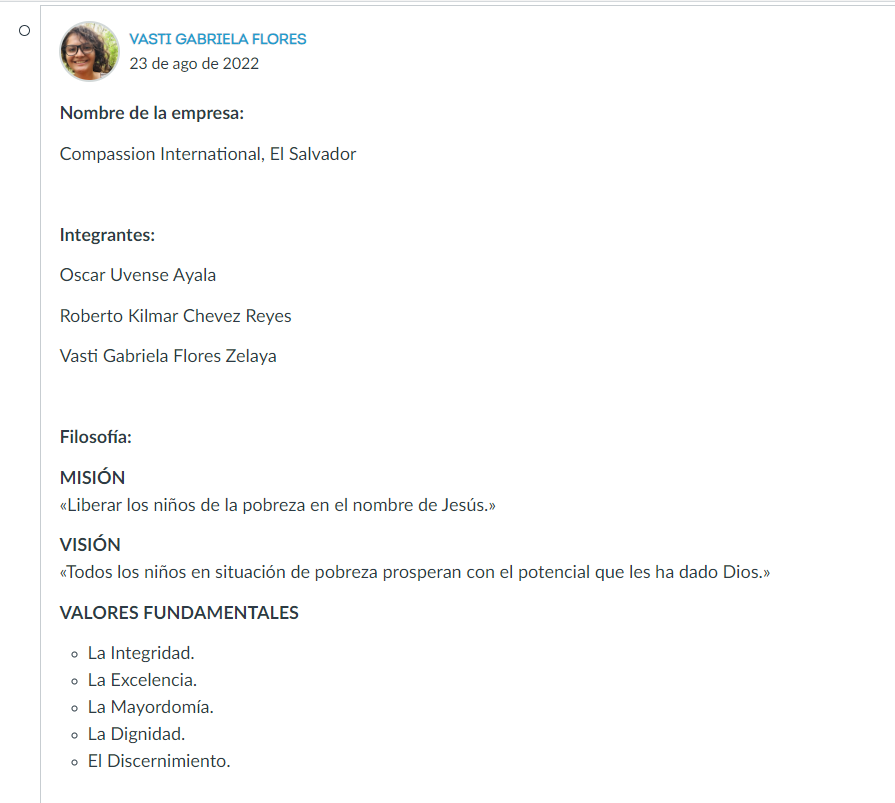 VASTI GABRIELA FLORES
23 de ago de 2022
Nombre de la empresa:
Compassion International, El Salvador
Integrantes:
Oscar Uvense Ayala
Roberto Kilmar Chevez Reyes
Vasti Gabriela Flores Zelaya
Filosofía:
MISIÓN
«Liberar los niños de la pobreza en el nombre de Jesús.»
VISIÓN
«Todos los niños en situación de pobreza prosperan con el potencial que les ha dado Dios.»
VALORES FUNDAMENTALES
La Integridad.
La Excelencia.
La Mayordomía.
La Dignidad.
El Discernimiento.